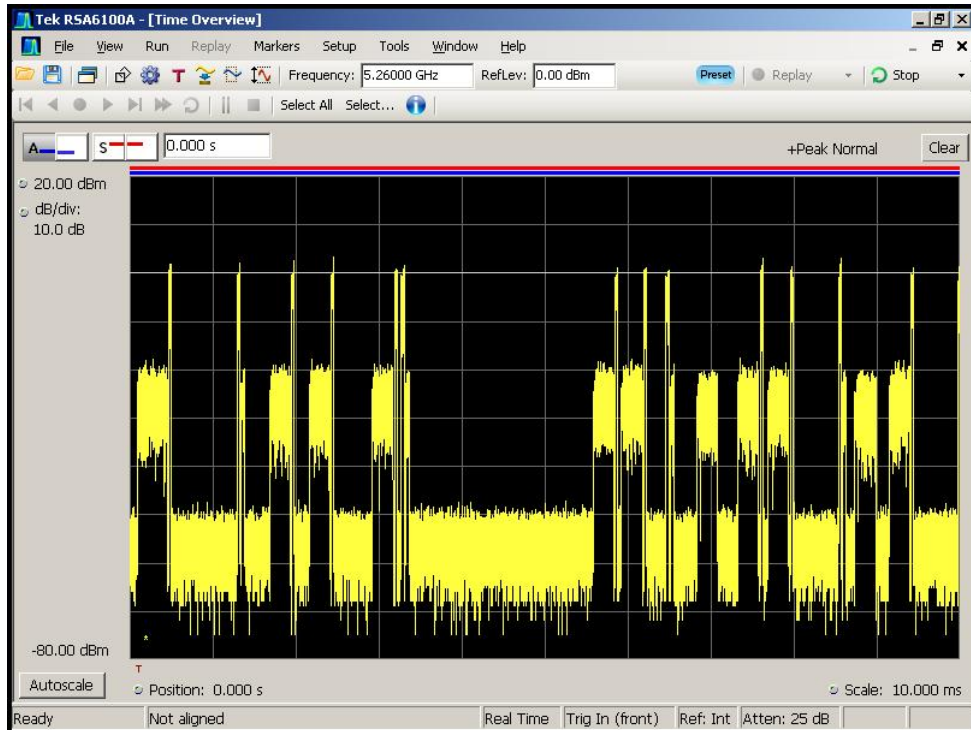 Tek RSA6100A - [Time Overview]
File View Run Replay Markers Setup Tools Window Help
T Frequency: 5.26000 GHz RefLev: 0.00 dBm Preset Replay Stop
Select All Select... i
A S 0.000 s +Peak Normal Clear
20.00 dBm
dB/div:
10.0 dB
-80.00 dBm
T
Autoscale Position: 0.000 s Scale: 10.000 ms
Ready Not aligned Real Time Trig In (front) Ref: Int Atten: 25 dB